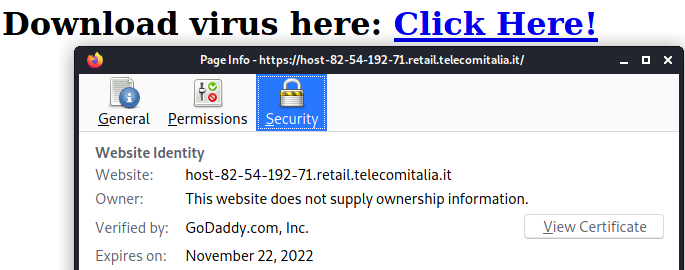 Download virus here: Click Here!
Page Info - https://host-82-54-192-71.retail.telecomitalia.it/
General Permissions Security
Website Identity
Website: host-82-54-192-71.retail.telecomitalia.it
Owner: This website does not supply ownership information.
Verified by: GoDaddy.com, Inc. View Certificate
Expires on: November 22, 2022